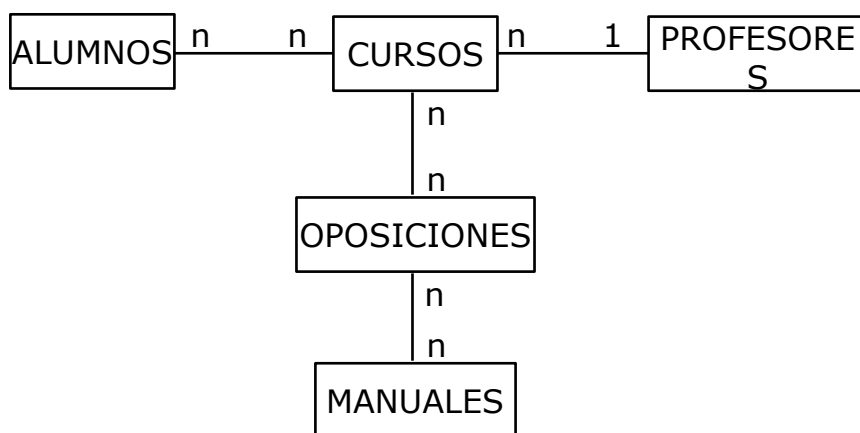 ALUMNOS n n CURSOS n 1 PROFESORE
S
n
n
OPOSICIONES
n
n
MANUALES